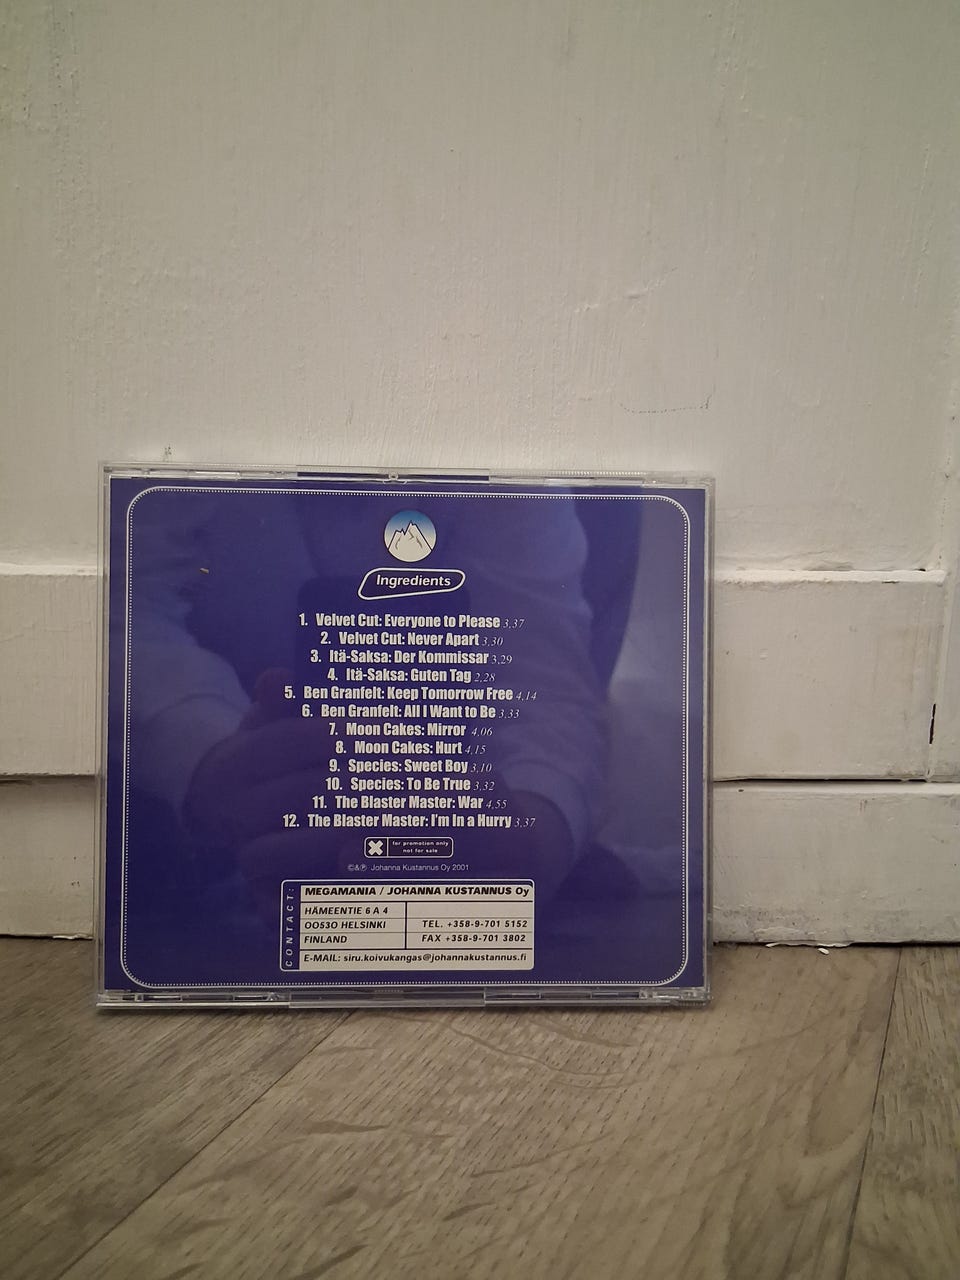 Ingredients
1. Velvet Cut: Everyone to Please 3,37
2. Velvet Cut: Never Apart 3,30
3. Itä-Saksa: Der Kommissar 3,29
4. Itä-Saksa: Guten Tag 2,28
5. Ben Granfelt: Keep Tomorrow Free 4,14
6. Ben Granfelt: All I Want to Be 3,33
7. Moon Cakes: Mirror 4,06
8. Moon Cakes: Hurt 4,15
9. Species: Sweet Boy 3,10
10. Species: To Be True 3,32
11. The Blaster Master: War 4,55
12. The Blaster Master: I'm In a Hurry 3,37
for promotion only
not for sale
©&℗ Johanna Kustannus Oy 2001
CONTACT:
MEGAMANIA / JOHANNA KUSTANNUS Oy
HÄMEENTIE 6 A 4
00530 HELSINKI TEL. +358-9-701 5152
FINLAND FAX +358-9-701 3802
E-MAIL: siru.koivukangas@johannakustannus.fi